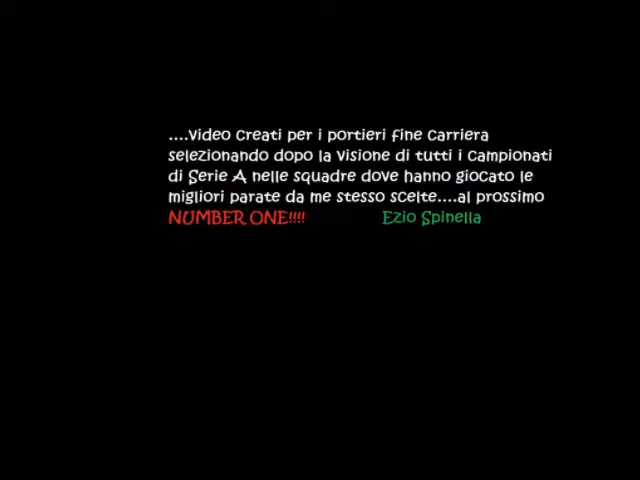 ....Video creati per i portieri fine carriera
selezionando dopo la visione di tutti i campionati
di Serie A nelle squadre dove hanno giocato le
migliori parate da me stesso scelte....al prossimo
NUMBER ONE!!!! Ezio Spinella